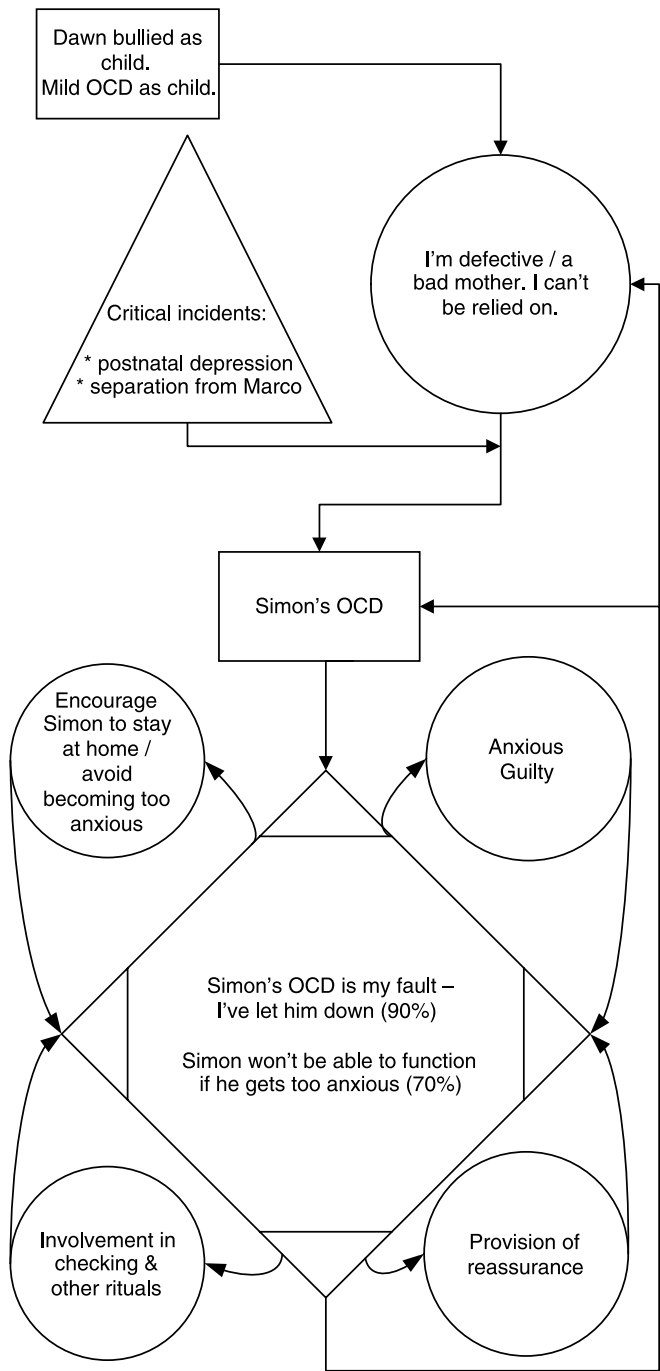 Dawn bullied as
child.
Mild OCD as child.
I'm defective / a
bad mother. I can't
be relied on.
Critical incidents:
* postnatal depression
* separation from Marco
Simon's OCD
Encourage
Simon to stay
at home /
avoid
becoming too
anxious
Anxious
Guilty
Simon's OCD is my fault –
I've let him down (90%)
Simon won't be able to function
if he gets too anxious (70%)
Involvement in
checking &
other rituals
Provision of
reassurance